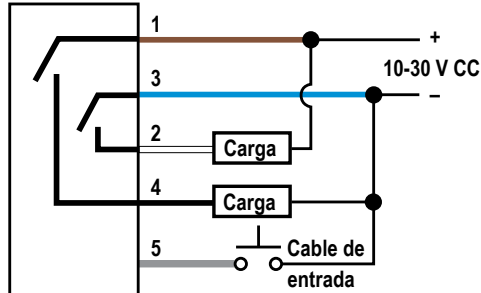 1
+
10-30 V CC
3
–
2
Carga
4
Carga
5
Cable de
entrada